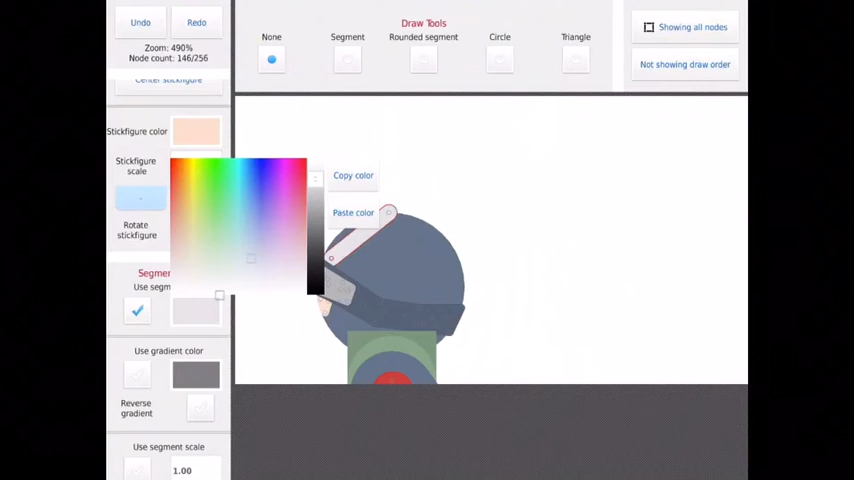 Undo
Redo
Zoom: 490%
Node count: 146/256
Center stickfigure
Draw Tools
None
Segment
Rounded segment
Circle
Triangle
Showing all nodes
Not showing draw order
Stickfigure color
Stickfigure
scale
Rotate
stickfigure
Copy color
Paste color
Segmen
Use segm
Use gradient color
Reverse
gradient
Use segment scale
1.00